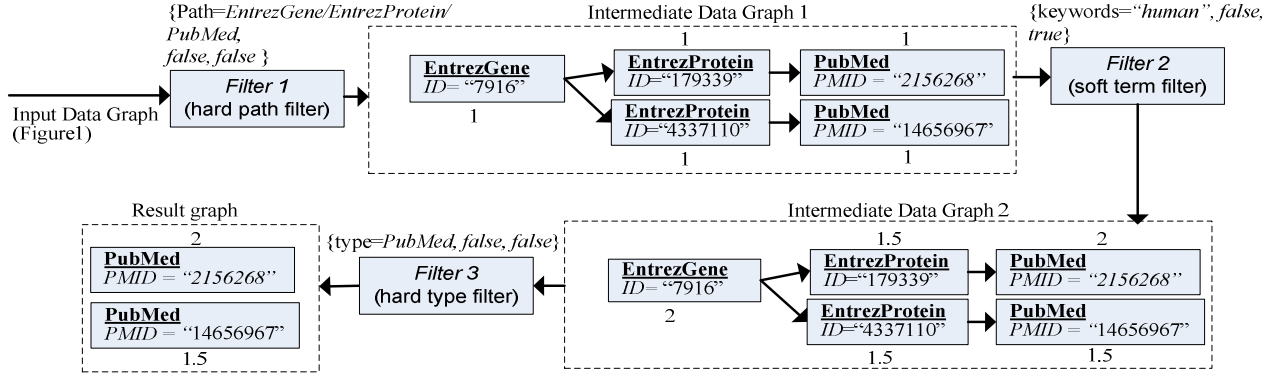 {Path=EntrezGene/EntrezProtein/
PubMed,
false, false }
Filter 1
(hard path filter)
Input Data Graph
(Figure1)
Intermediate Data Graph 1
EntrezGene
ID= “7916”
1
1
EntrezProtein
ID=“179339”
1
PubMed
PMID = “2156268”
EntrezProtein
ID=“4337110”
1
PubMed
PMID = “14656967”
1
{keywords=“human”, false,
true}
Filter 2
(soft term filter)
Intermediate Data Graph 2
EntrezGene
ID= “7916”
2
1.5
EntrezProtein
ID=“179339”
2
PubMed
PMID = “2156268”
EntrezProtein
ID=“4337110”
1.5
PubMed
PMID = “14656967”
1.5
{type=PubMed, false, false}
Filter 3
(hard type filter)
Result graph
2
PubMed
PMID = “2156268”
PubMed
PMID = “14656967”
1.5